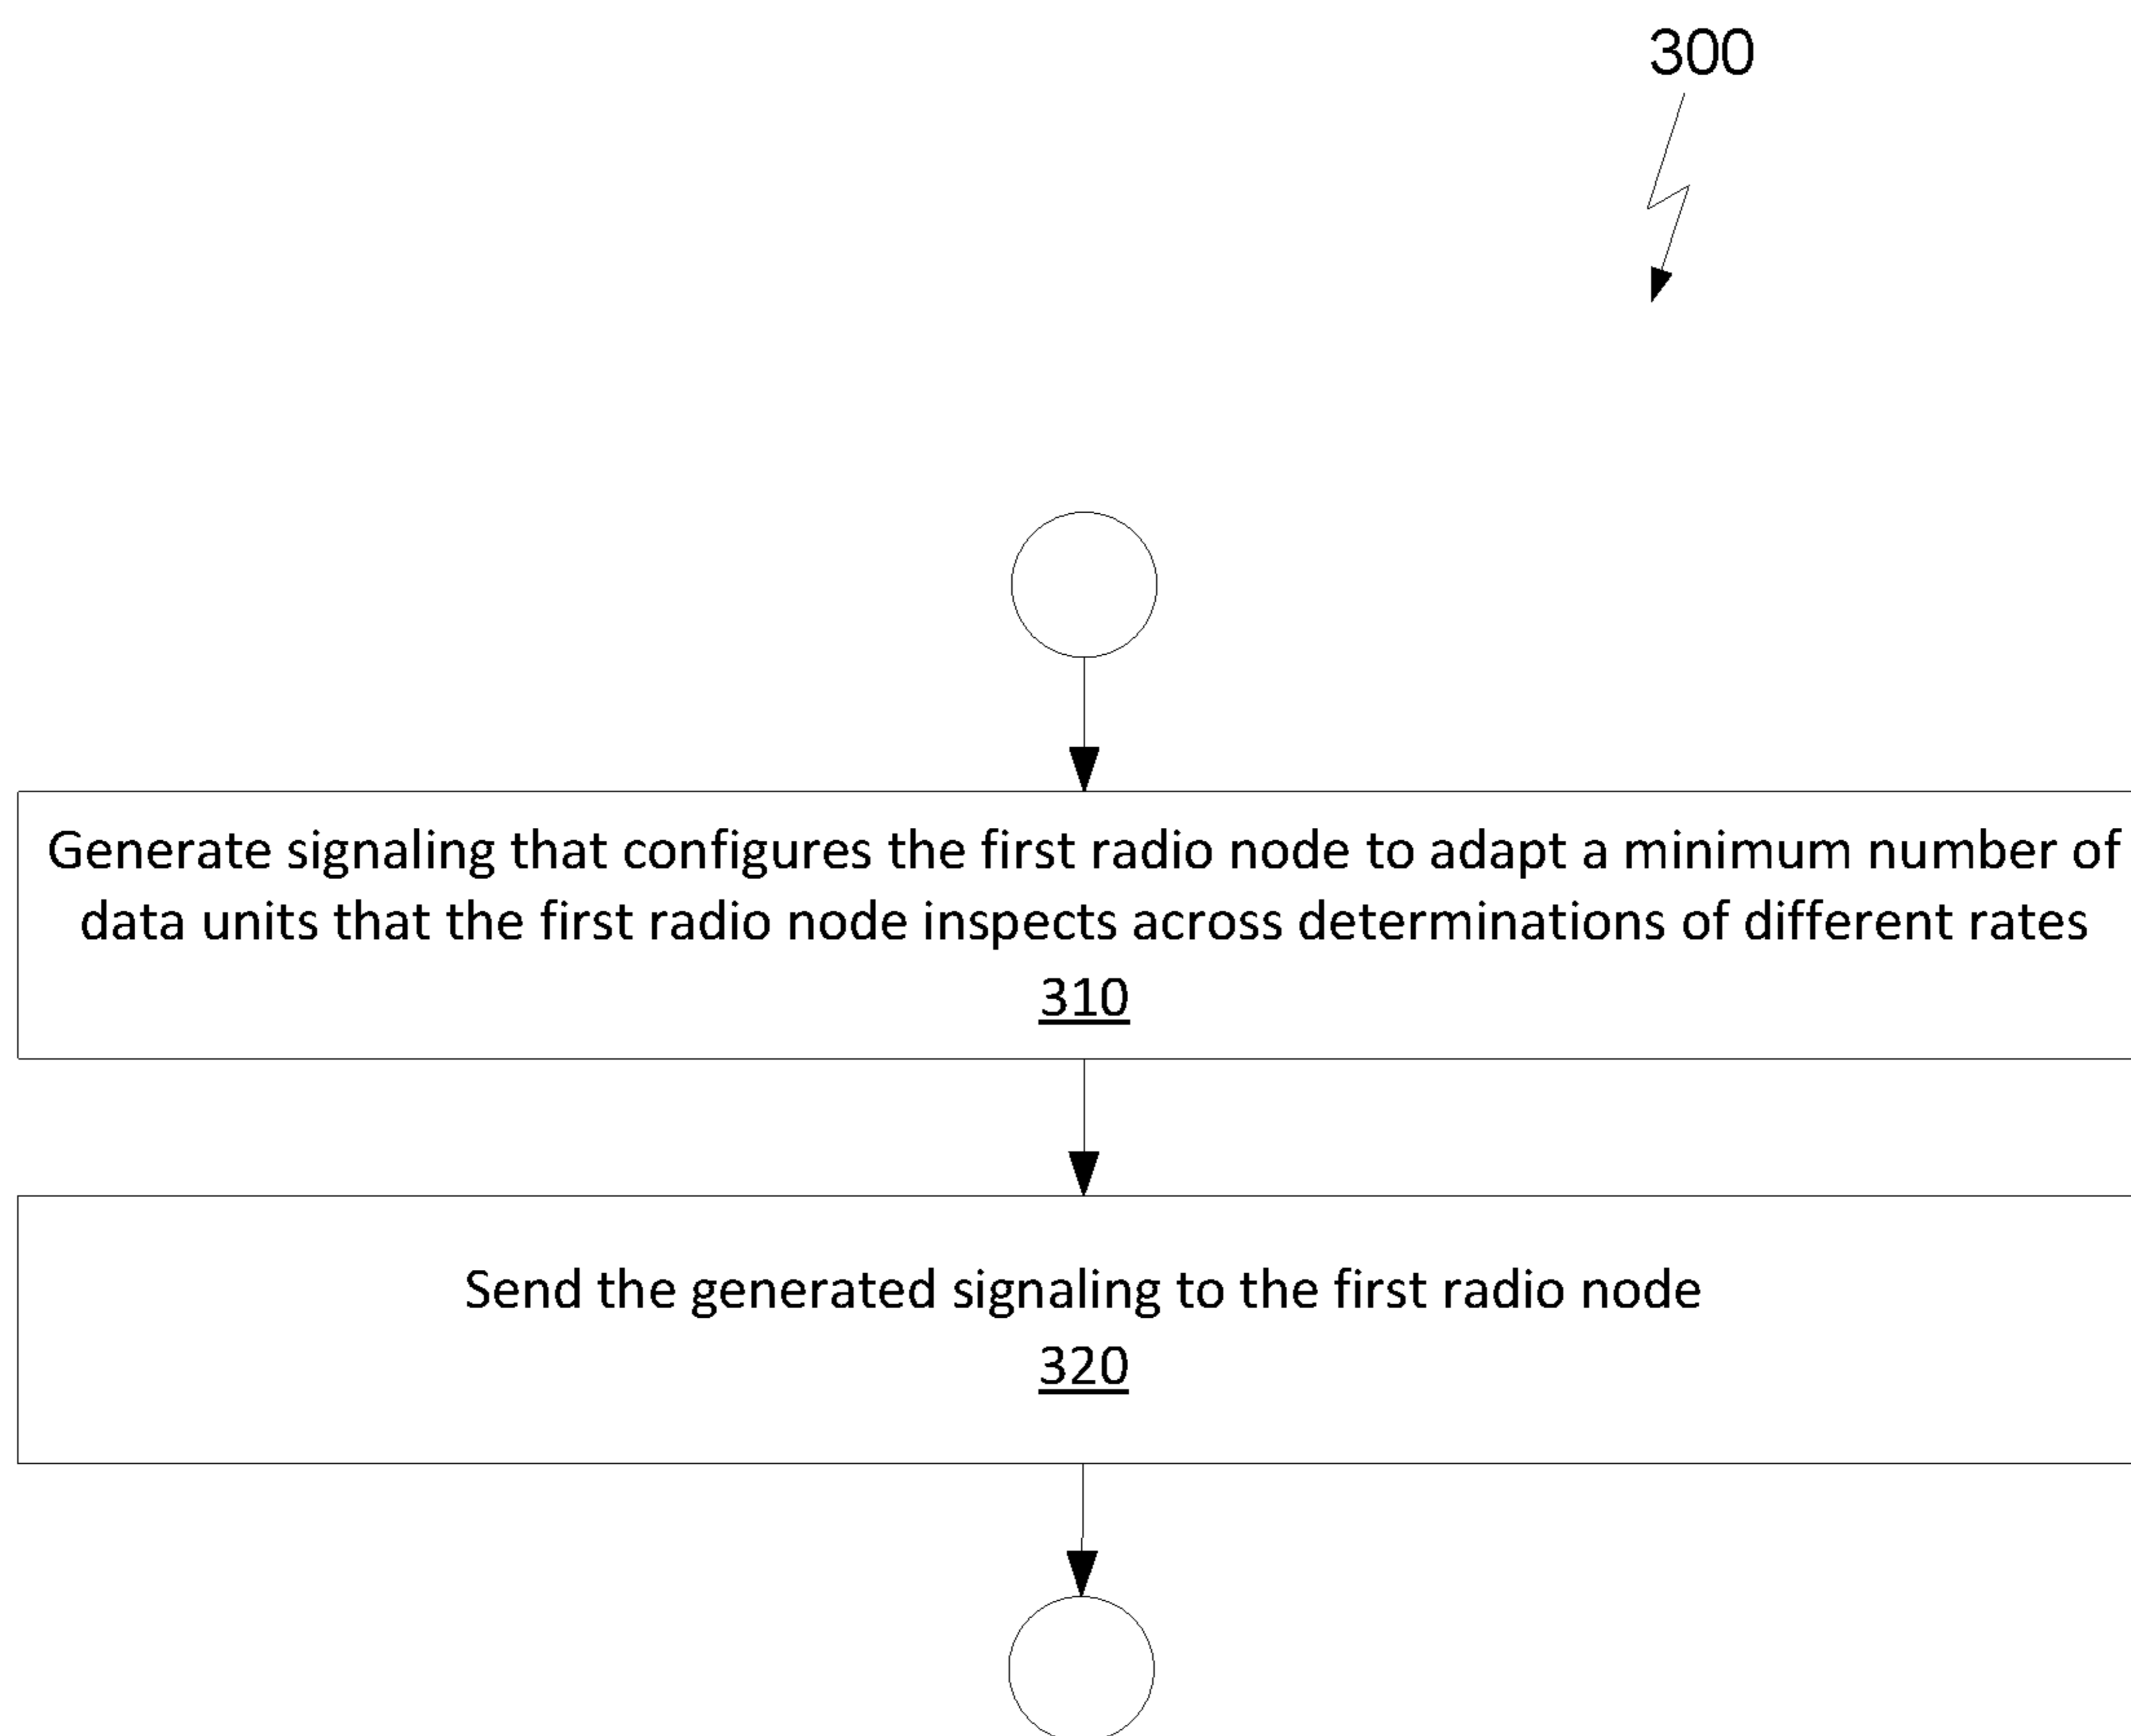 300
Generate signaling that configures the first radio node to adapt a minimum number of
data units that the first radio node inspects across determinations of different rates
310
Send the generated signaling to the first radio node
320